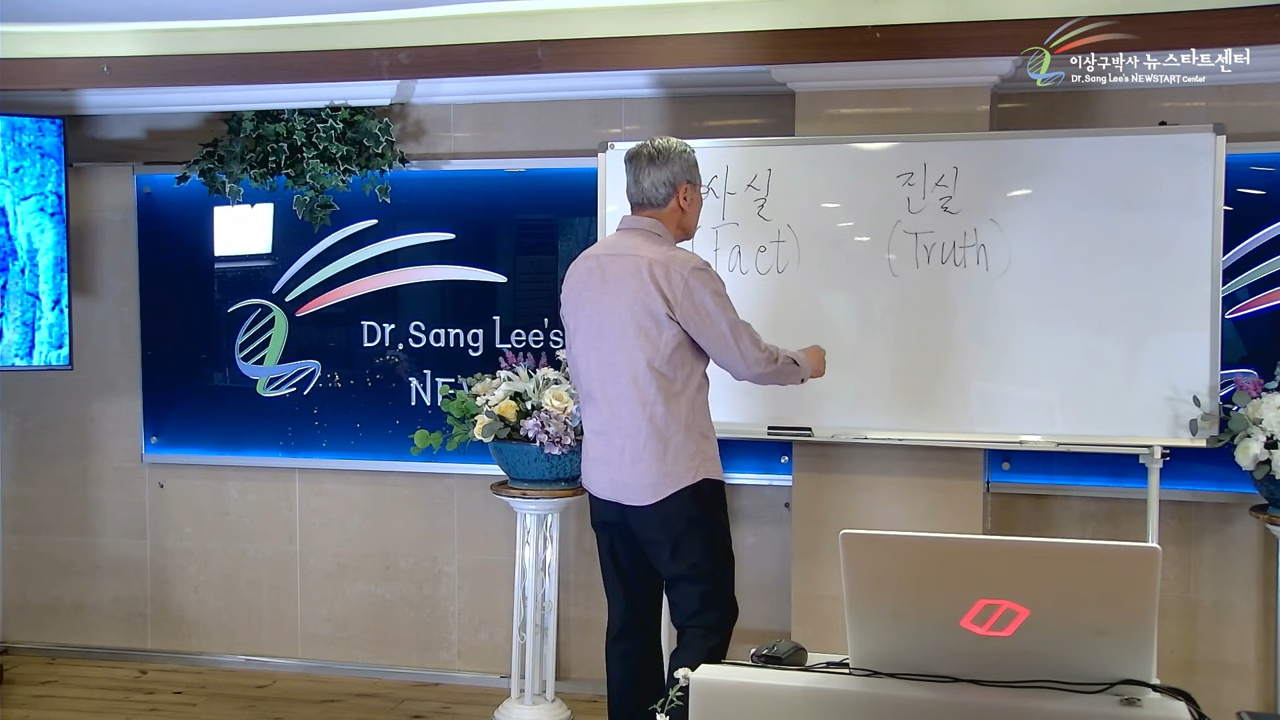 이상구박사 뉴스타트센터
Dr. Sang Lee's NEWSTART Center
사실 진실
(Fact) (Truth)
Dr.Sang Lee's